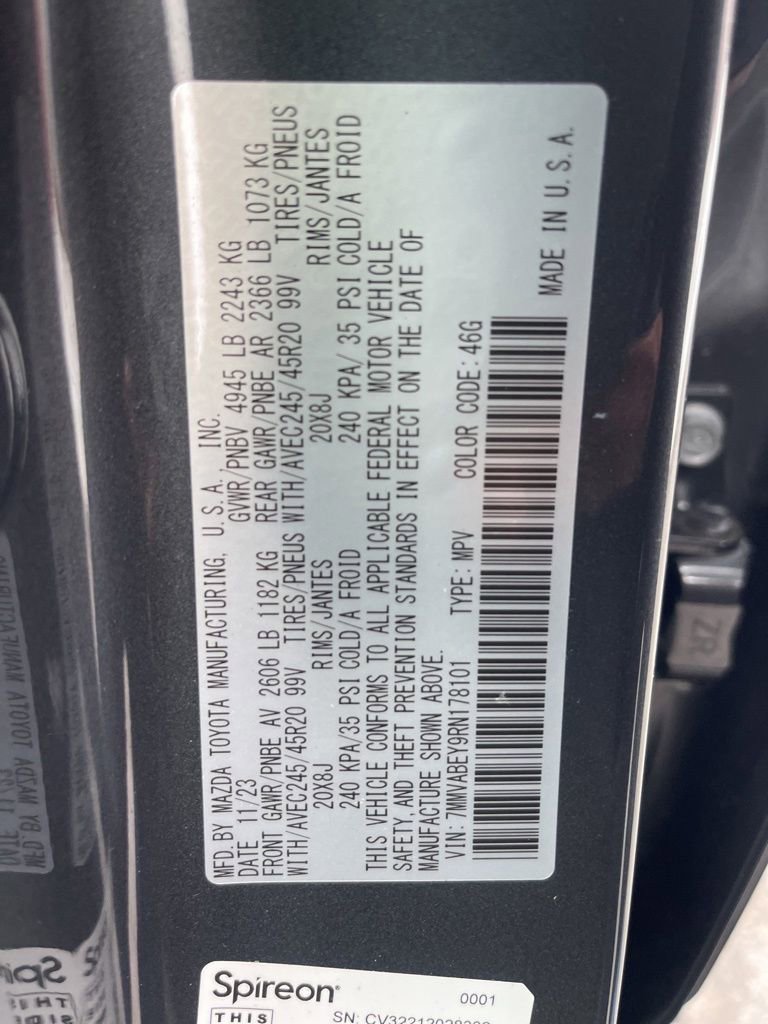 MFD. BY MAZDA TOYOTA MANUFACTURING, U.S.A., INC.
DATE 11/23 GVWR/PNBV 4945 LB 2243 KG
FRONT GAWR/PNBE AV 2606 LB 1182 KG REAR GAWR/PNBE AR 2366 LB 1073 KG
WITH/AVEC245/45R20 99V TIRES/PNEUS WITH/AVEC245/45R20 99V TIRES/PNEUS
20X8J RIMS/JANTES 20X8J RIMS/JANTES
240 KPA/35 PSI COLD/A FROID 240 KPA/ 35 PSI COLD/A FROID
THIS VEHICLE CONFORMS TO ALL APPLICABLE FEDERAL MOTOR VEHICLE
SAFETY, AND THEFT PREVENTION STANDARDS IN EFFECT ON THE DATE OF
MANUFACTURE SHOWN ABOVE.
VIN: 7MMVABEY9RN178101 TYPE: MPV COLOR CODE: 46G
MADE IN U.S.A.
Spireon 0001
THIS
ZR